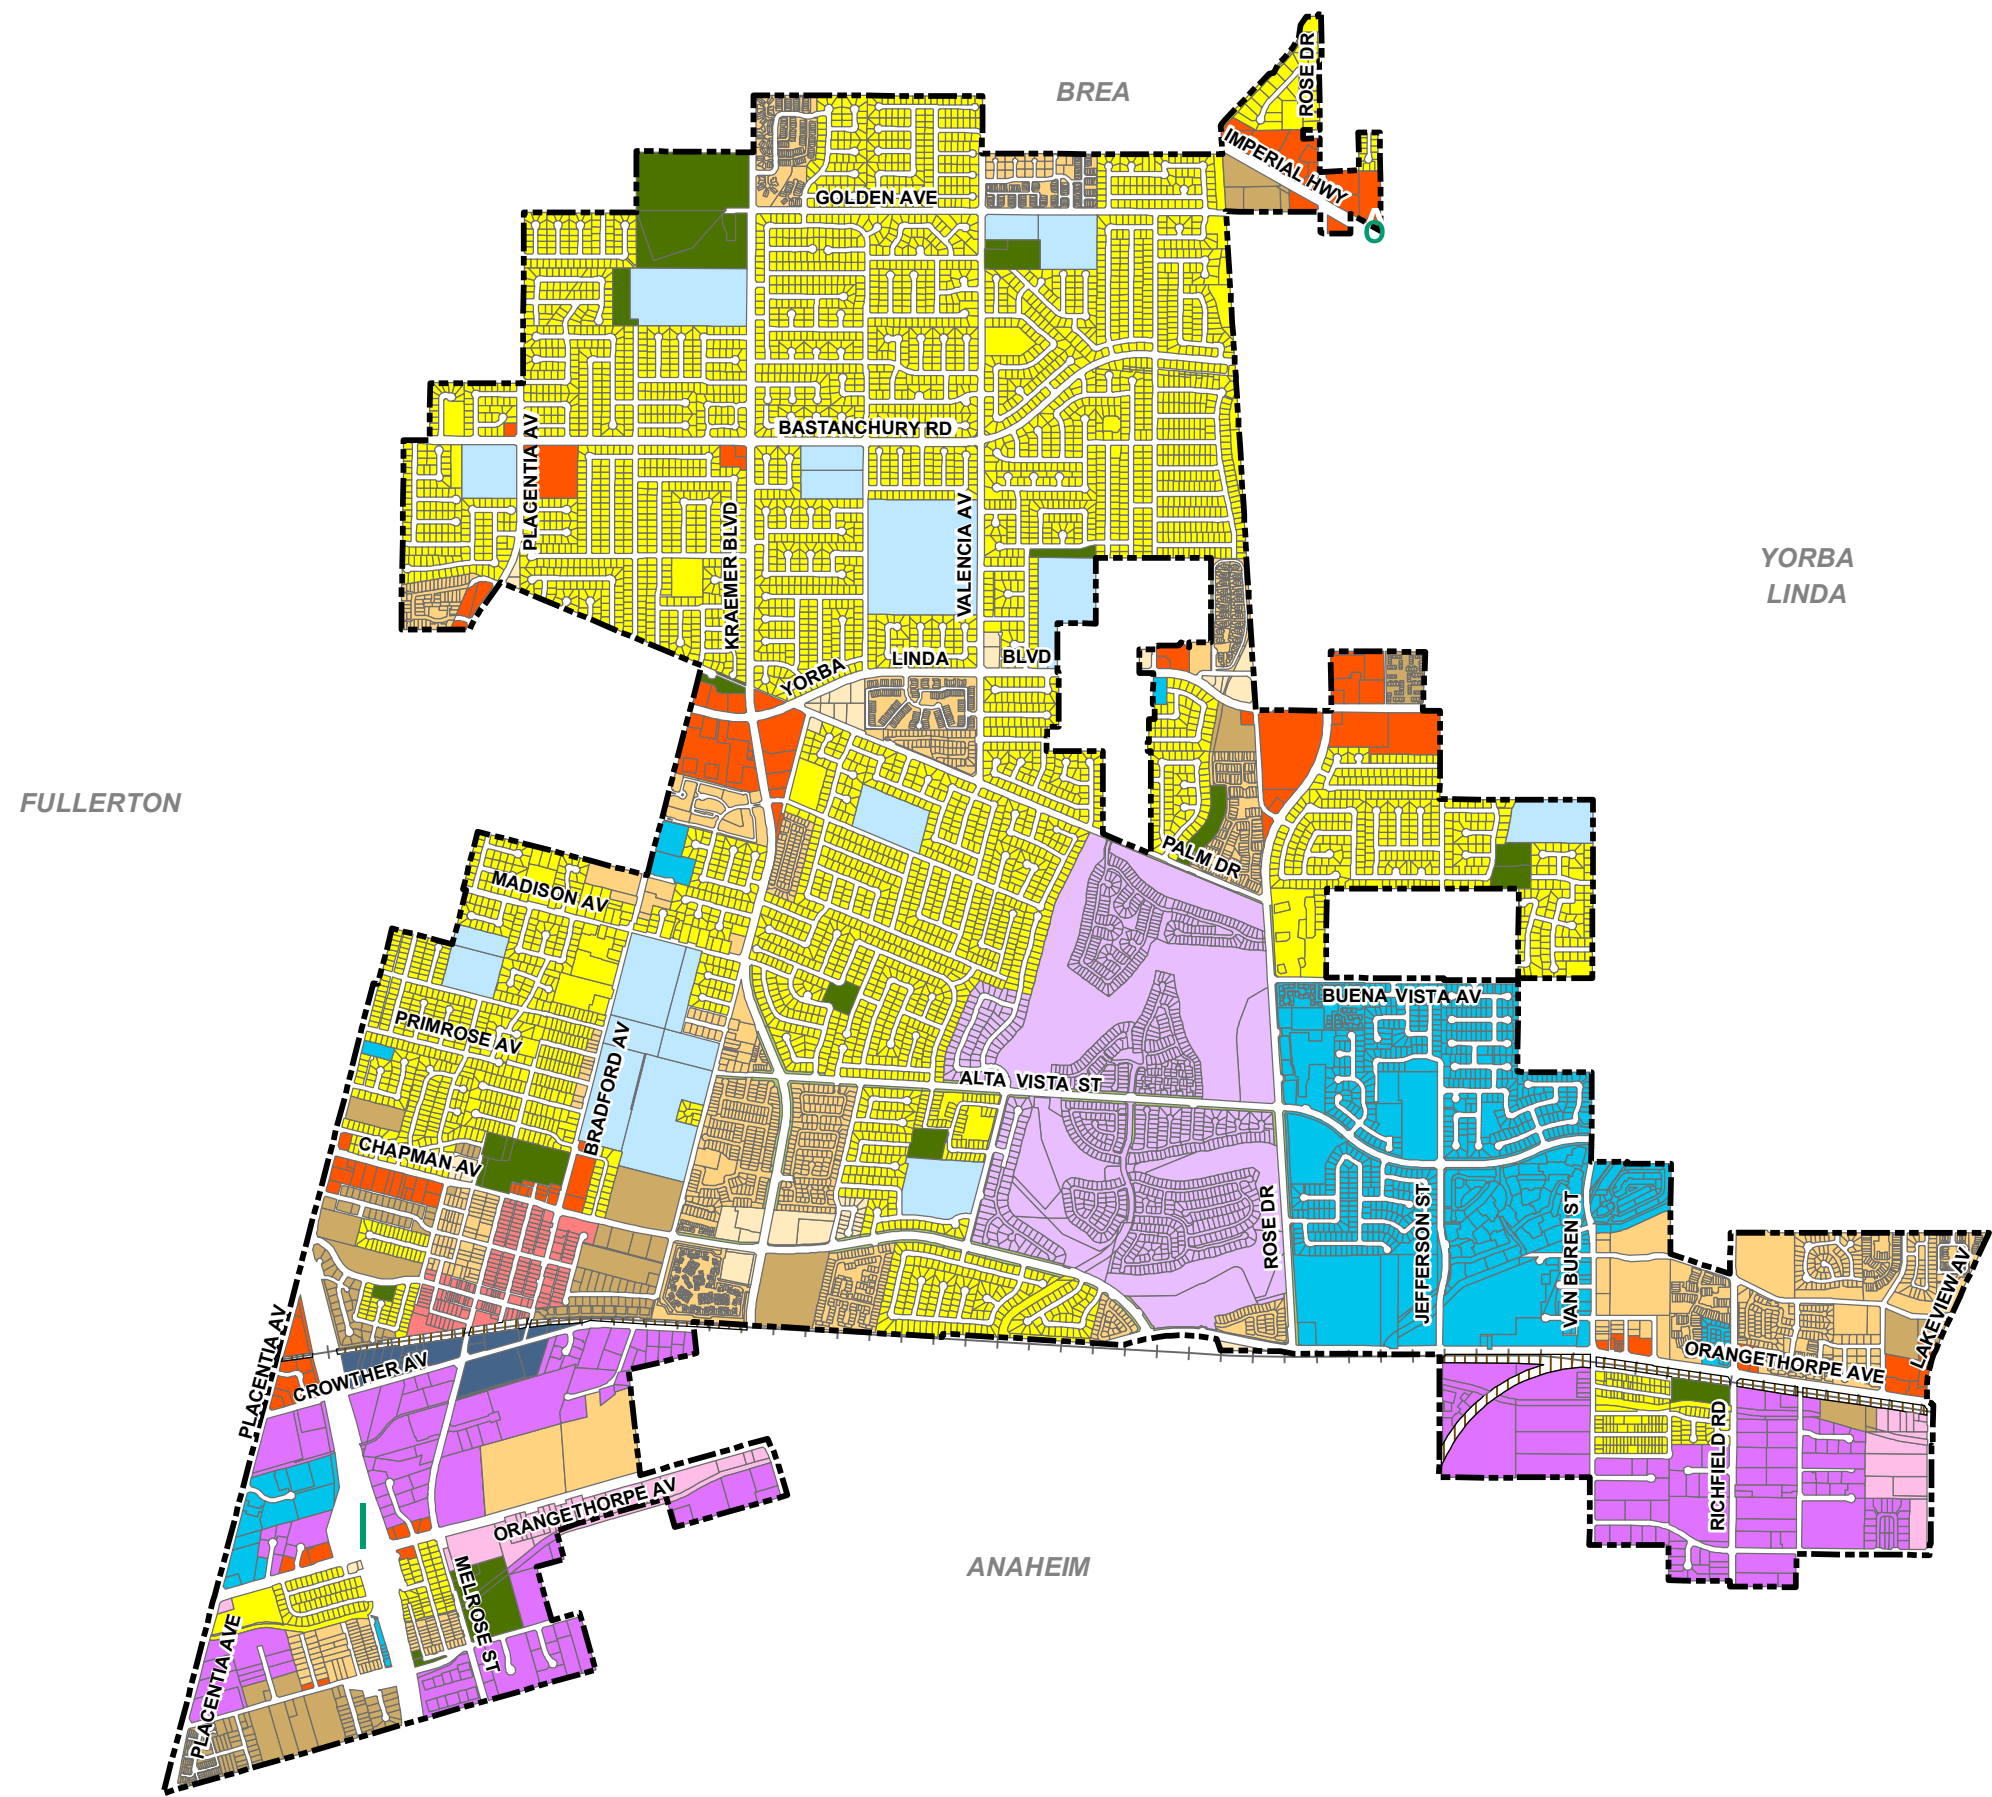 BREA
ROSE DR
IMPERIAL HWY
GOLDEN AVE
BASTANCHURY RD
PLACENTIA AV
KRAEMER BLVD
VALENCIA AV
YORBA
LINDA
YORBA LINDA BLVD
FULLERTON
PALM DR
MADISON AV
BUENA VISTA AV
PRIMROSE AV
BRADFORD AV
ALTA VISTA ST
CHAPMAN AV
ROSE DR
JEFFERSON ST
VAN BUREN ST
LAKEVIEW AV
PLACENTIA AV
CROWTHER AV
ORANGETHORPE AVE
RICHFIELD RD
ORANGETHORPE AV
ANAHEIM
MELROSE ST
PLACENTIA AVE